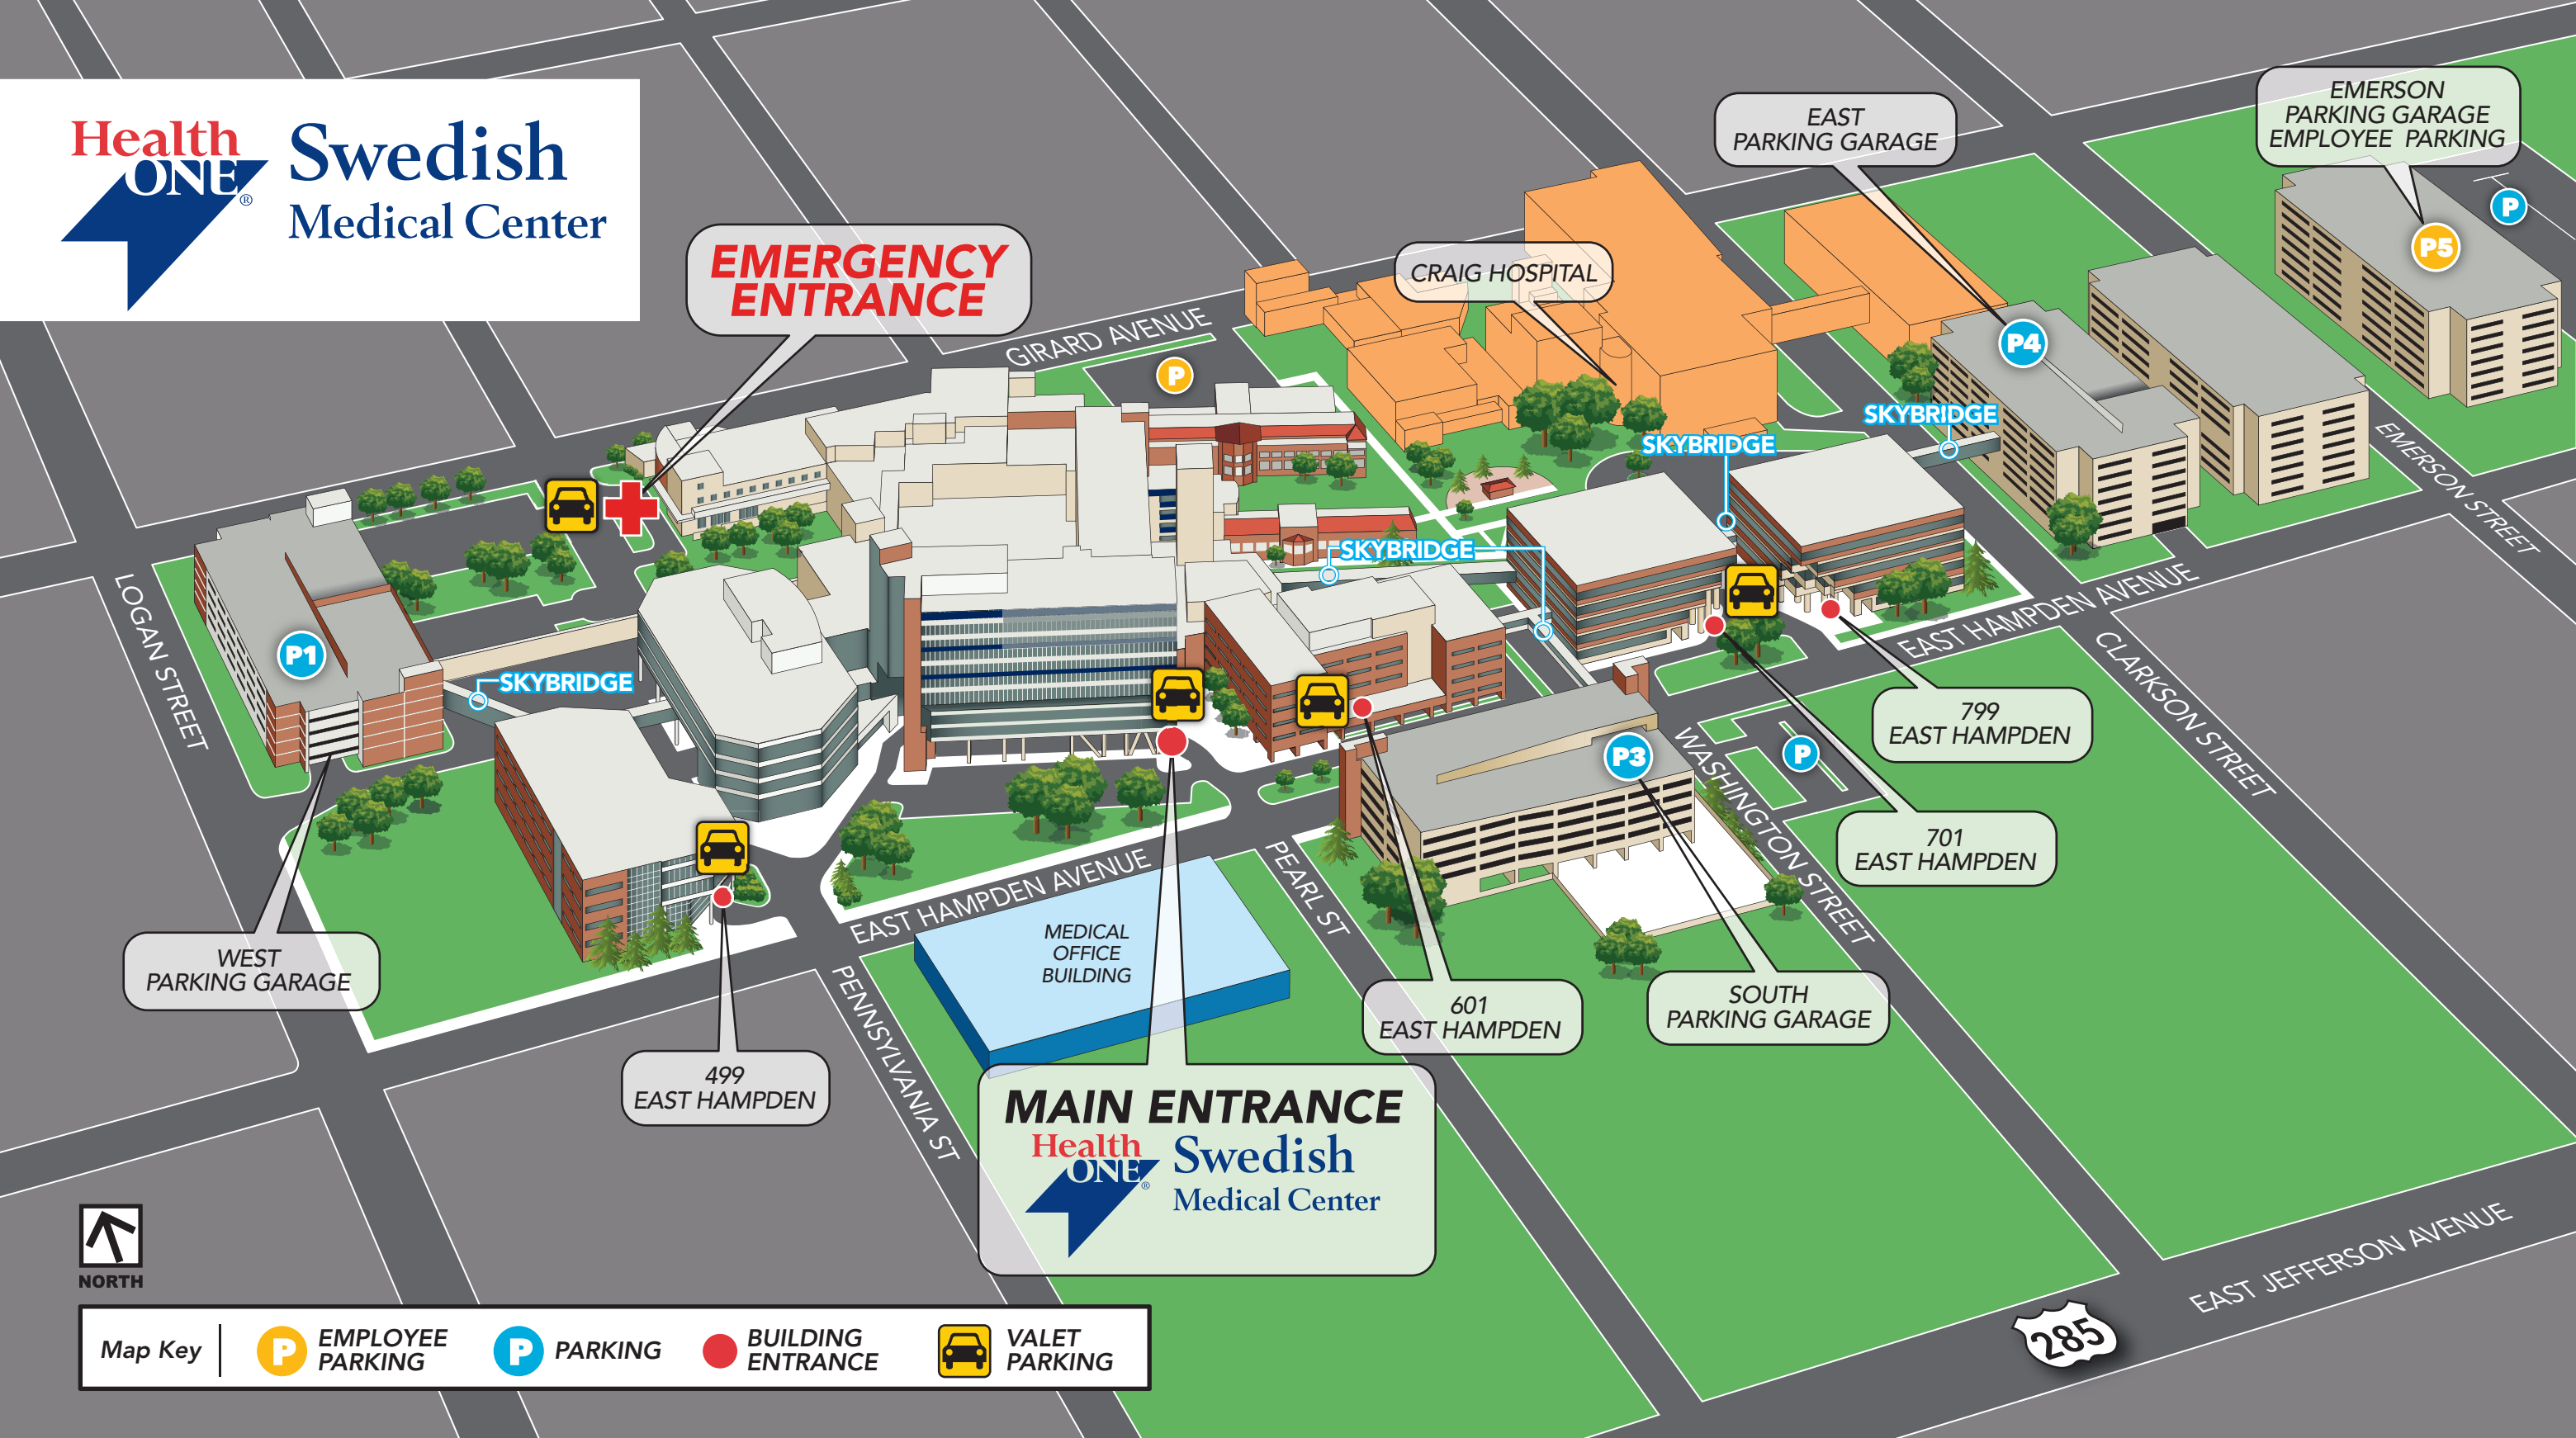 Health
ONE®
Swedish
Medical Center
EMERGENCY
ENTRANCE
GIRARD AVENUE
P
CRAIG HOSPITAL
EAST
PARKING GARAGE
EMERSON
PARKING GARAGE
EMPLOYEE PARKING
P
P5
P4
SKYBRIDGE
SKYBRIDGE
SKYBRIDGE
EMERSON STREET
LOGAN STREET
P1
SKYBRIDGE
EAST HAMPDEN AVENUE
CLARKSON STREET
799
EAST HAMPDEN
P3
P
WASHINGTON STREET
701
EAST HAMPDEN
EAST HAMPDEN AVENUE
PEARL ST
MEDICAL
OFFICE
BUILDING
WEST
PARKING GARAGE
PENNSYLVANIA ST
601
EAST HAMPDEN
SOUTH
PARKING GARAGE
499
EAST HAMPDEN
MAIN ENTRANCE
Health
ONE®
Swedish
Medical Center
NORTH
EAST JEFFERSON AVENUE
285
Map Key
P
EMPLOYEE
PARKING
P
PARKING
BUILDING
ENTRANCE
VALET
PARKING